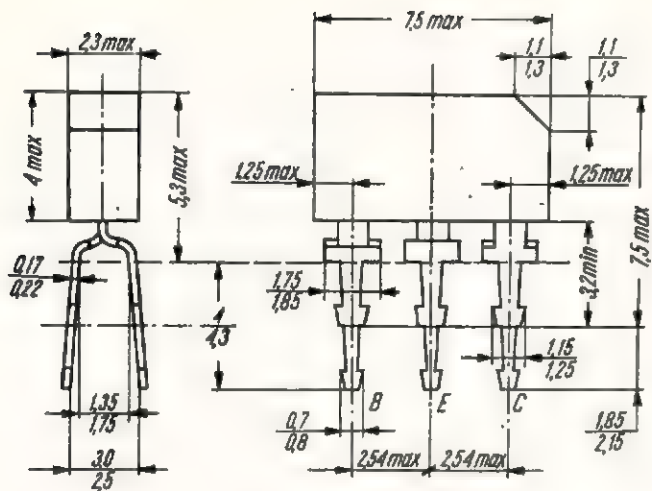 2,3 max
7,5 max
1,1
1,3
1,1
1,3
4 max
5,3 max
1,25 max
1,25 max
7,5 max
3,2 min
0,17
0,22
1,75
1,85
4
4,3
1,15
1,25
B
E
C
1,35
1,75
0,7
0,8
1,85
2,15
3,0
2,5
2,54 max
2,54 max